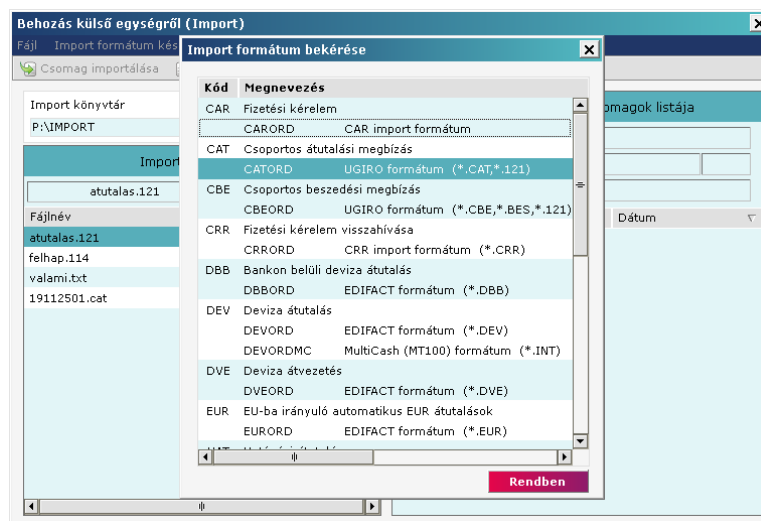 Behozás külső egységről (Import)
Fájl Import formátum kés
Csomag importálása
Import könyvtár
P:\IMPORT
Import
atutalas.121
Fájlnév
atutalas.121
felhap.114
valami.txt
19112501.cat
Import formátum bekérése
Kód Megnevezés
CAR Fizetési kérelem
CARORD CAR import formátum
CAT Csoportos átutalási megbízás
CATORD UGIRO formátum (*.CAT,*.121)
CBE Csoportos beszedési megbízás
CBEORD UGIRO formátum (*.CBE,*.BES,*.121)
CRR Fizetési kérelem visszahívása
CRRORD CRR import formátum (*.CRR)
DBB Bankon belüli deviza átutalás
DBBORD EDIFACT formátum (*.DBB)
DEV Deviza átutalás
DEVORD EDIFACT formátum (*.DEV)
DEVORDMC MultiCash (MT100) formátum (*.INT)
DVE Deviza átvezetés
DVEORD EDIFACT formátum (*.DVE)
EUR EU-ba irányuló automatikus EUR átutalások
EURORD EDIFACT formátum (*.EUR)
Rendben
omagok listája
Dátum